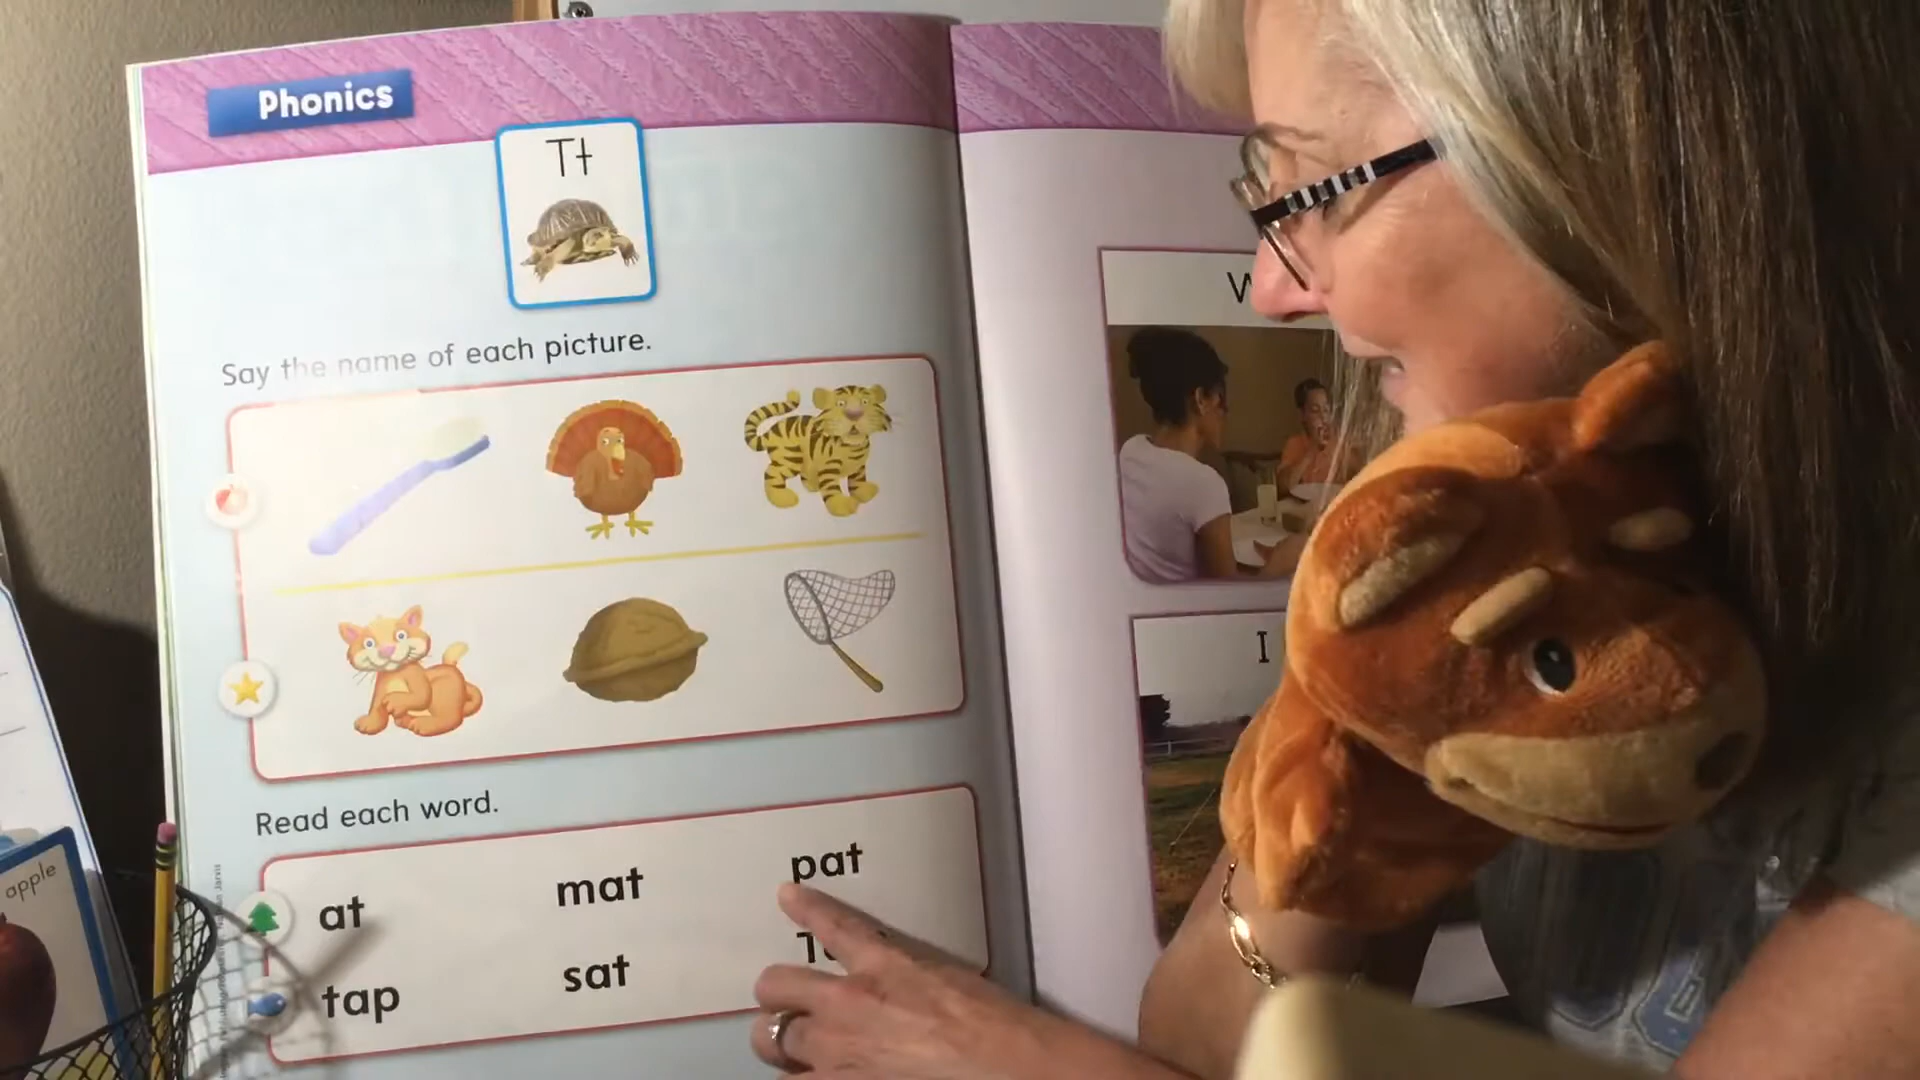 Phonics
Tt
Say the name of each picture.
Read each word.
at mat pat
tap sat
I
apple